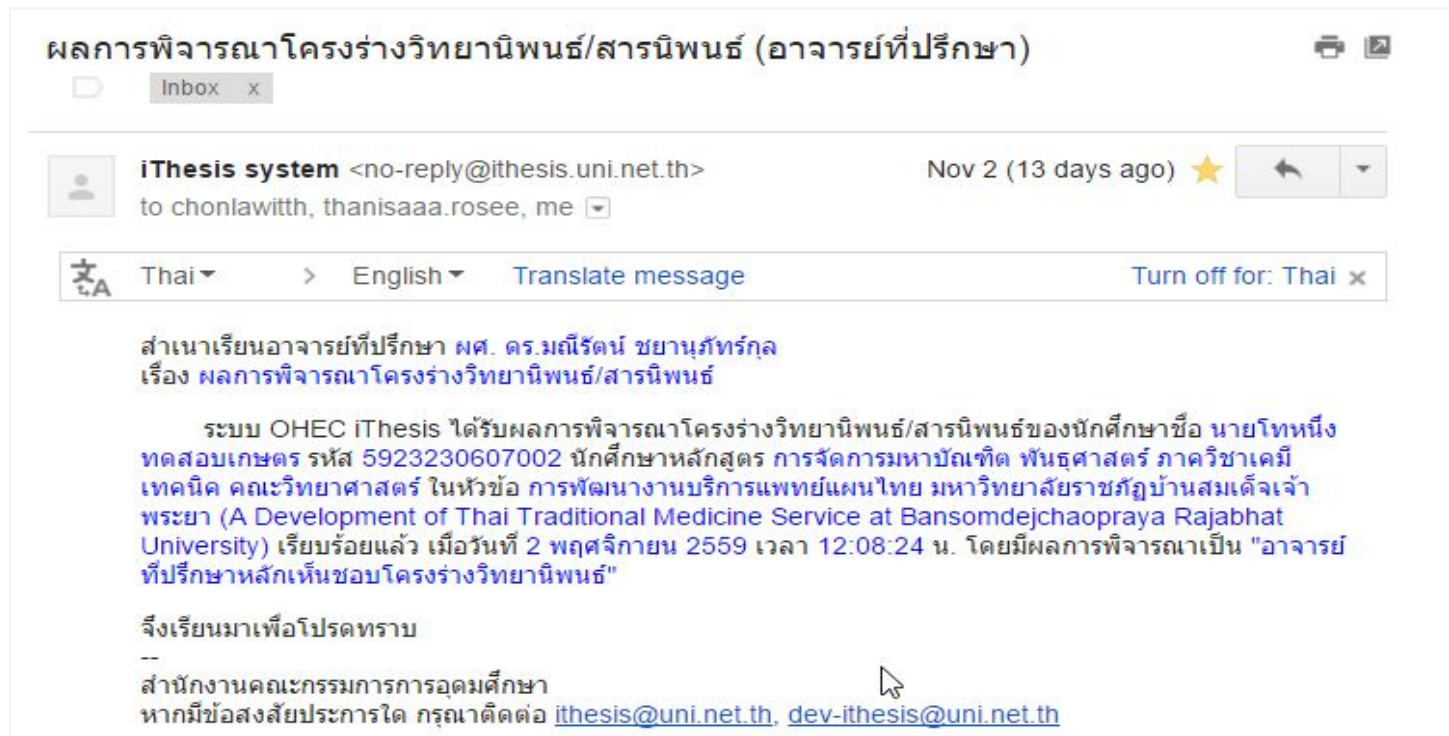 ผลการพิจารณาโครงร่างวิทยานิพนธ์/สารนิพนธ์ (อาจารย์ที่ปรึกษา)
Inbox x
iThesis system <no-reply@ithesis.uni.net.th> Nov 2 (13 days ago)
to chonlawitth, thanisaaa.rosee, me
Thai > English Translate message Turn off for: Thai x
สำเนาเรียนอาจารย์ที่ปรึกษา ผศ. ดร.มณีรัตน์ ชยานุภัทร์กุล
เรื่อง ผลการพิจารณาโครงร่างวิทยานิพนธ์/สารนิพนธ์
ระบบ OHEC iThesis ได้รับผลการพิจารณาโครงร่างวิทยานิพนธ์/สารนิพนธ์ของนักศึกษาชื่อ นายโทหนึ่ง
ทดสอบเกษตร รหัส 5923230607002 นักศึกษาหลักสูตร การจัดการมหาบัณฑิต พันธุศาสตร์ ภาควิชาเคมี
เทคนิค คณะวิทยาศาสตร์ ในหัวข้อ การพัฒนางานบริการแพทย์แผนไทย มหาวิทยาลัยราชภัฏบ้านสมเด็จเจ้า
พระยา (A Development of Thai Traditional Medicine Service at Bansomdejchaopraya Rajabhat
University) เรียบร้อยแล้ว เมื่อวันที่ 2 พฤศจิกายน 2559 เวลา 12:08:24 น. โดยมีผลการพิจารณาเป็น "อาจารย์
ที่ปรึกษาหลักเห็นชอบโครงร่างวิทยานิพนธ์"
จึงเรียนมาเพื่อโปรดทราบ
--
สำนักงานคณะกรรมการการอุดมศึกษา
หากมีข้อสงสัยประการใด กรุณาติดต่อ ithesis@uni.net.th, dev-ithesis@uni.net.th